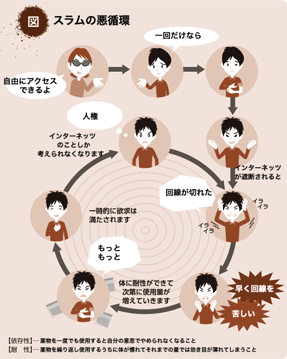 図 スラムの悪循環
一回だけなら
自由にアクセス
できるよ
人権
インターネッツ
のことしか
考えられなくなります
インターネッツ
が遮断されると
回線が切れた
イラ
イラ
イラ
イラ
一時的に欲求は
満たされます
もっと
もっと
体に耐性ができて
次第に使用量が
増えていきます
早く回線を
苦しい
【依存性】― 薬物を一度でも使用すると自分の意思でやめられなくなること
【耐　性】― 薬物を繰り返し使用するうちに体が慣れてそれまでの量では効き目が薄れてしまうこと